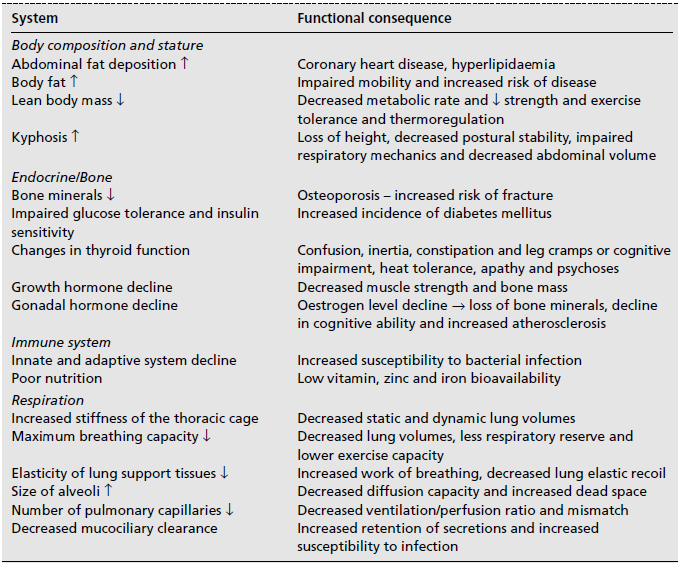 System Functional consequence
Body composition and stature
Abdominal fat deposition ↑ Coronary heart disease, hyperlipidaemia
Body fat ↑ Impaired mobility and increased risk of disease
Lean body mass ↓ Decreased metabolic rate and ↓ strength and exercise
tolerance and thermoregulation
Kyphosis ↑ Loss of height, decreased postural stability, impaired
respiratory mechanics and decreased abdominal volume
Endocrine/Bone
Bone minerals ↓ Osteoporosis – increased risk of fracture
Impaired glucose tolerance and insulin Increased incidence of diabetes mellitus
sensitivity
Changes in thyroid function Confusion, inertia, constipation and leg cramps or cognitive
impairment, heat tolerance, apathy and psychoses
Growth hormone decline Decreased muscle strength and bone mass
Gonadal hormone decline Oestrogen level decline → loss of bone minerals, decline
in cognitive ability and increased atherosclerosis
Immune system
Innate and adaptive system decline Increased susceptibility to bacterial infection
Poor nutrition Low vitamin, zinc and iron bioavailability
Respiration
Increased stiffness of the thoracic cage Decreased static and dynamic lung volumes
Maximum breathing capacity ↓ Decreased lung volumes, less respiratory reserve and
lower exercise capacity
Elasticity of lung support tissues ↓ Increased work of breathing, decreased lung elastic recoil
Size of alveoli ↑ Decreased diffusion capacity and increased dead space
Number of pulmonary capillaries ↓ Decreased ventilation/perfusion ratio and mismatch
Decreased mucociliary clearance Increased retention of secretions and increased
susceptibility to infection